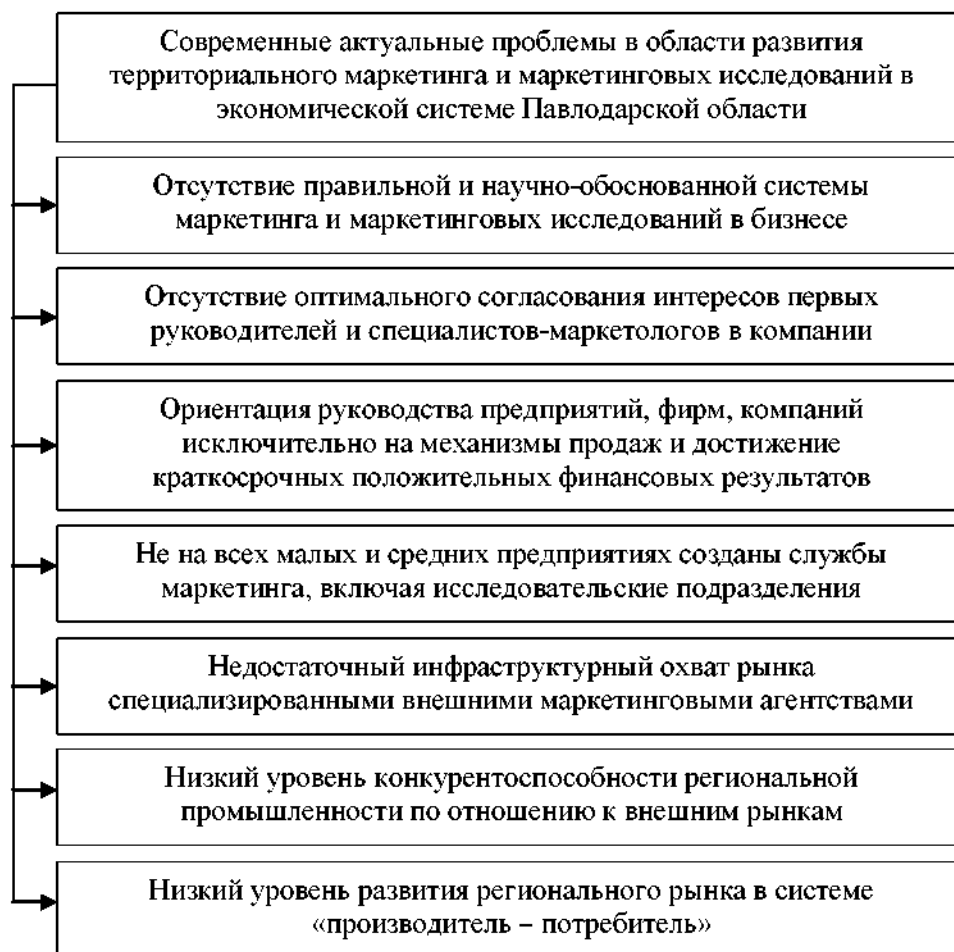 Современные актуальные проблемы в области развития
территориального маркетинга и маркетинговых исследований в
экономической системе Павлодарской области
Отсутствие правильной и научно-обоснованной системы
маркетинга и маркетинговых исследований в бизнесе
Отсутствие оптимального согласования интересов первых
руководителей и специалистов-маркетологов в компании
Ориентация руководства предприятий, фирм, компаний
исключительно на механизмы продаж и достижение
краткосрочных положительных финансовых результатов
Не на всех малых и средних предприятиях созданы службы
маркетинга, включая исследовательские подразделения
Недостаточный инфраструктурный охват рынка
специализированными внешними маркетинговыми агентствами
Низкий уровень конкурентоспособности региональной
промышленности по отношению к внешним рынкам
Низкий уровень развития регионального рынка в системе
«производитель – потребитель»